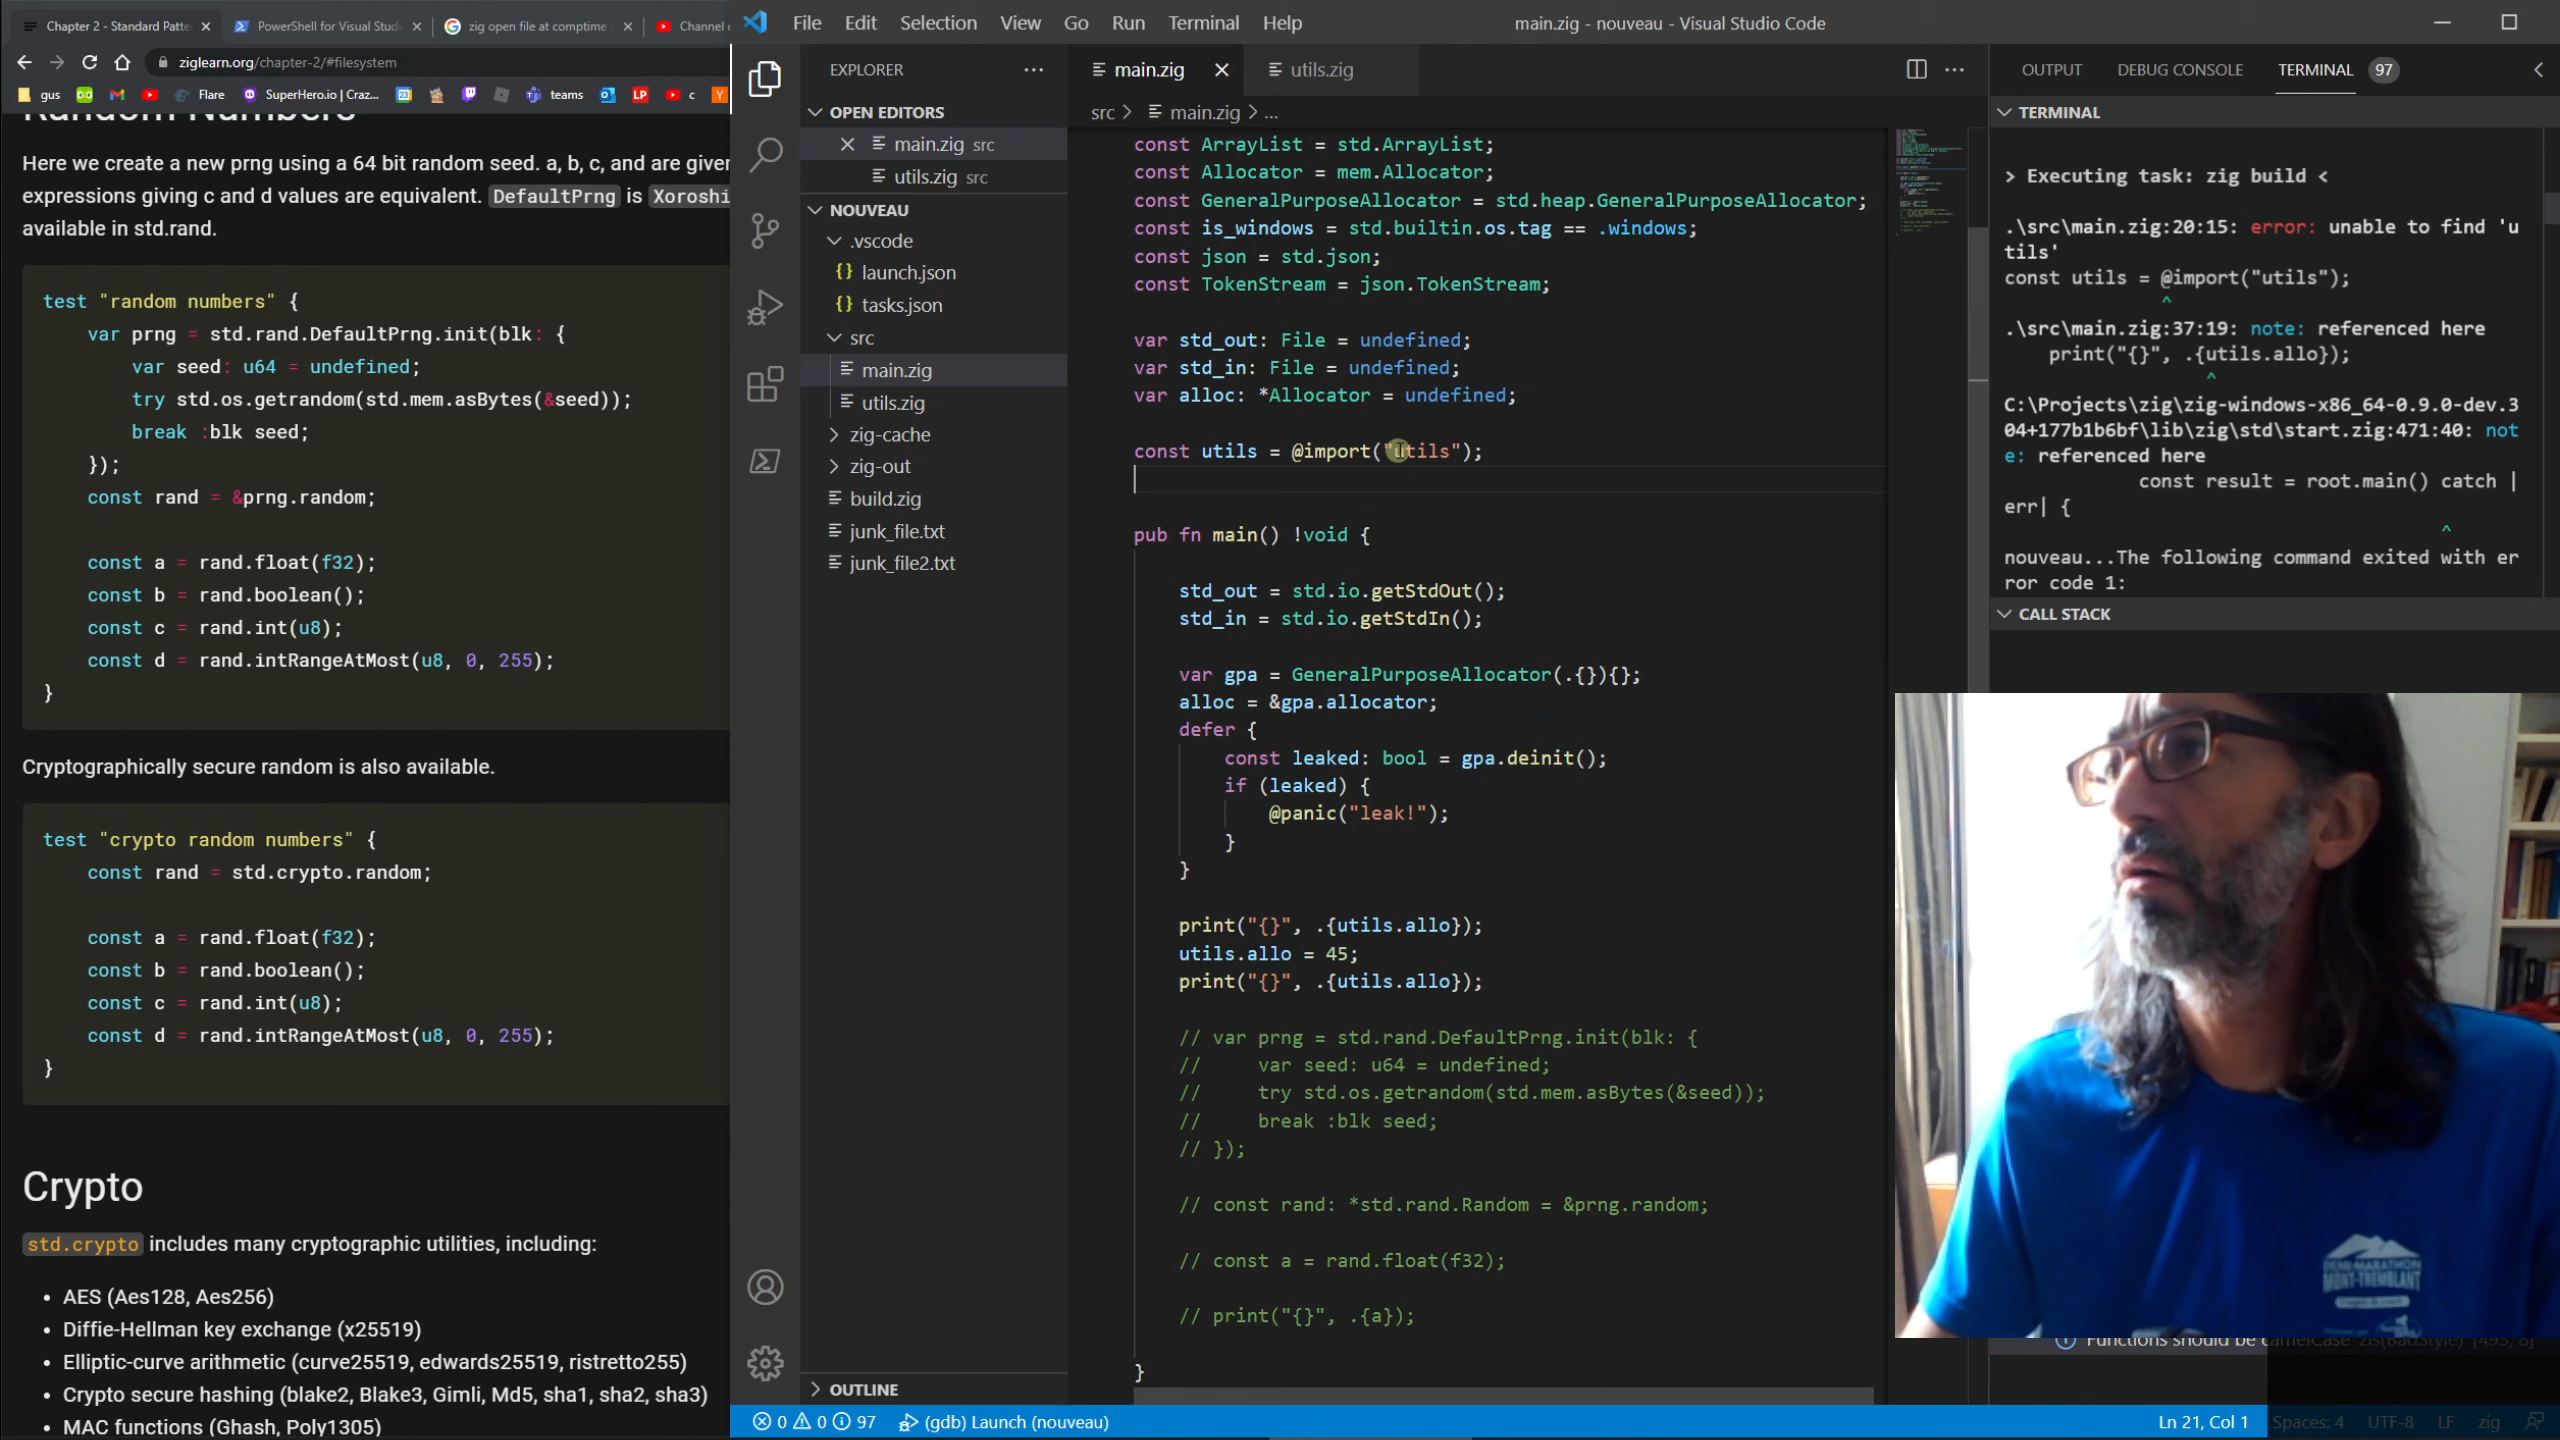 Chapter 2 - Standard Patte
PowerShell for Visual Studi
zig open file at comptime
Channel
ziglearn.org/chapter-2/#filesystem
gus
Flare
SuperHero.io | Craz...
teams
c
Random Numbers
Here we create a new prng using a 64 bit random seed. a, b, c, and are given
expressions giving c and d values are equivalent. DefaultPrng is Xoroshi
available in std.rand.
test "random numbers" {
var prng = std.rand.DefaultPrng.init(blk: {
var seed: u64 = undefined;
try std.os.getrandom(std.mem.asBytes(&seed));
break :blk seed;
});
const rand = &prng.random;
const a = rand.float(f32);
const b = rand.boolean();
const c = rand.int(u8);
const d = rand.intRangeAtMost(u8, 0, 255);
}
Cryptographically secure random is also available.
test "crypto random numbers" {
const rand = std.crypto.random;
const a = rand.float(f32);
const b = rand.boolean();
const c = rand.int(u8);
const d = rand.intRangeAtMost(u8, 0, 255);
}
Crypto
std.crypto includes many cryptographic utilities, including:
• AES (Aes128, Aes256)
• Diffie-Hellman key exchange (x25519)
• Elliptic-curve arithmetic (curve25519, edwards25519, ristretto255)
• Crypto secure hashing (blake2, Blake3, Gimli, Md5, sha1, sha2, sha3)
• MAC functions (Ghash, Poly1305)
File Edit Selection View Go Run Terminal Help
main.zig - nouveau - Visual Studio Code
EXPLORER
OPEN EDITORS
main.zig src
utils.zig src
NOUVEAU
.vscode
{} launch.json
{} tasks.json
src
main.zig
utils.zig
zig-cache
zig-out
build.zig
junk_file.txt
junk_file2.txt
OUTLINE
main.zig
utils.zig
src > main.zig > ...
const ArrayList = std.ArrayList;
const Allocator = mem.Allocator;
const GeneralPurposeAllocator = std.heap.GeneralPurposeAllocator;
const is_windows = std.builtin.os.tag == .windows;
const json = std.json;
const TokenStream = json.TokenStream;
var std_out: File = undefined;
var std_in: File = undefined;
var alloc: *Allocator = undefined;
const utils = @import("utils");
pub fn main() !void {
std_out = std.io.getStdOut();
std_in = std.io.getStdIn();
var gpa = GeneralPurposeAllocator(.{}){};
alloc = &gpa.allocator;
defer {
const leaked: bool = gpa.deinit();
if (leaked) {
@panic("leak!");
}
}
print("{}", .{utils.allo});
utils.allo = 45;
print("{}", .{utils.allo});
// var prng = std.rand.DefaultPrng.init(blk: {
// var seed: u64 = undefined;
// try std.os.getrandom(std.mem.asBytes(&seed));
// break :blk seed;
// });
// const rand: *std.rand.Random = &prng.random;
// const a = rand.float(f32);
// print("{}", .{a});
}
OUTPUT DEBUG CONSOLE TERMINAL 97
TERMINAL
> Executing task: zig build <
.\src\main.zig:20:15: error: unable to find 'u
tils'
const utils = @import("utils");
^
.\src\main.zig:37:19: note: referenced here
print("{}", .{utils.allo});
^
C:\Projects\zig\zig-windows-x86_64-0.9.0-dev.3
04+177b1b6bf\lib\zig\std\start.zig:471:40: not
e: referenced here
const result = root.main() catch |
err| {
^
nouveau...The following command exited with er
ror code 1:
CALL STACK
DEMI-MARATHON
MONT-TREMBLANT
Functions should be camelCase zls(BadStyle) [493, 8]
0 0 97 (gdb) Launch (nouveau)
Ln 21, Col 1 Spaces: 4 UTF-8 LF zig